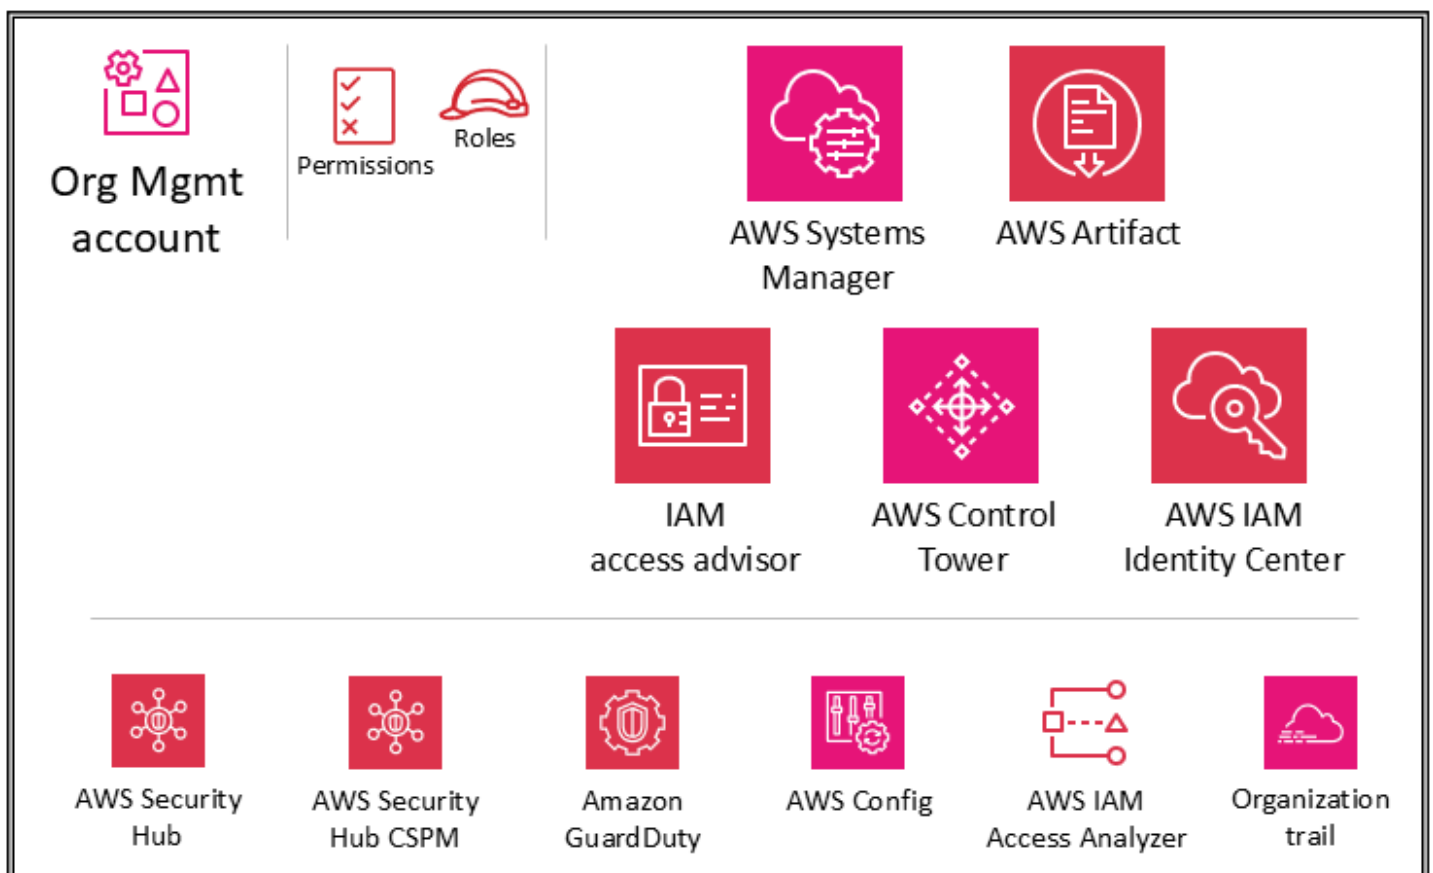 Org Mgmt
account
Permissions
Roles
AWS Systems
Manager
AWS Artifact
IAM
access advisor
AWS Control
Tower
AWS IAM
Identity Center
AWS Security
Hub
AWS Security
Hub CSPM
Amazon
GuardDuty
AWS Config
AWS IAM
Access Analyzer
Organization
trail